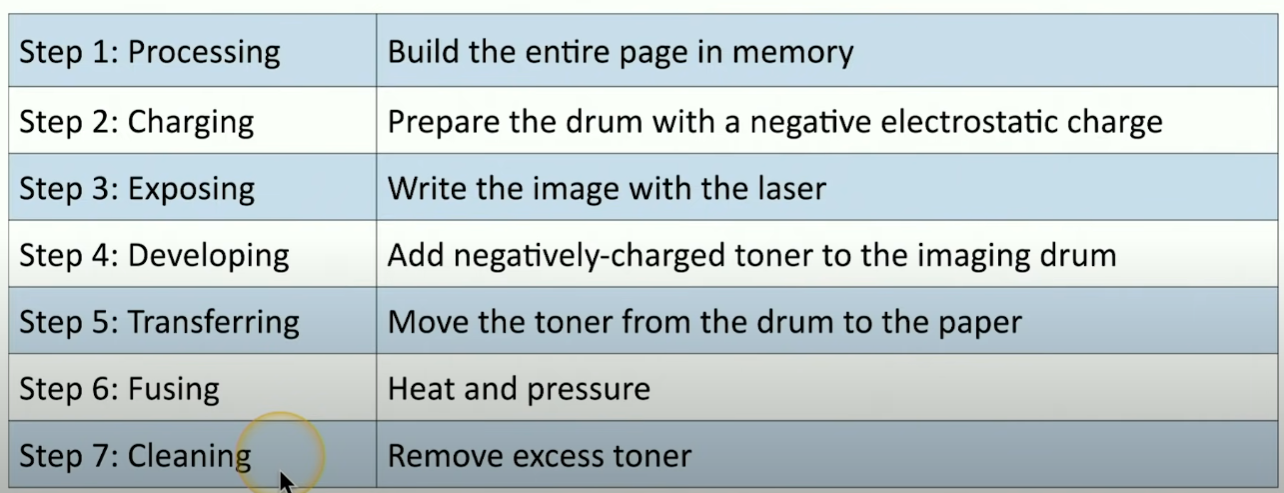 Step 1: Processing Build the entire page in memory
Step 2: Charging Prepare the drum with a negative electrostatic charge
Step 3: Exposing Write the image with the laser
Step 4: Developing Add negatively-charged toner to the imaging drum
Step 5: Transferring Move the toner from the drum to the paper
Step 6: Fusing Heat and pressure
Step 7: Cleaning Remove excess toner